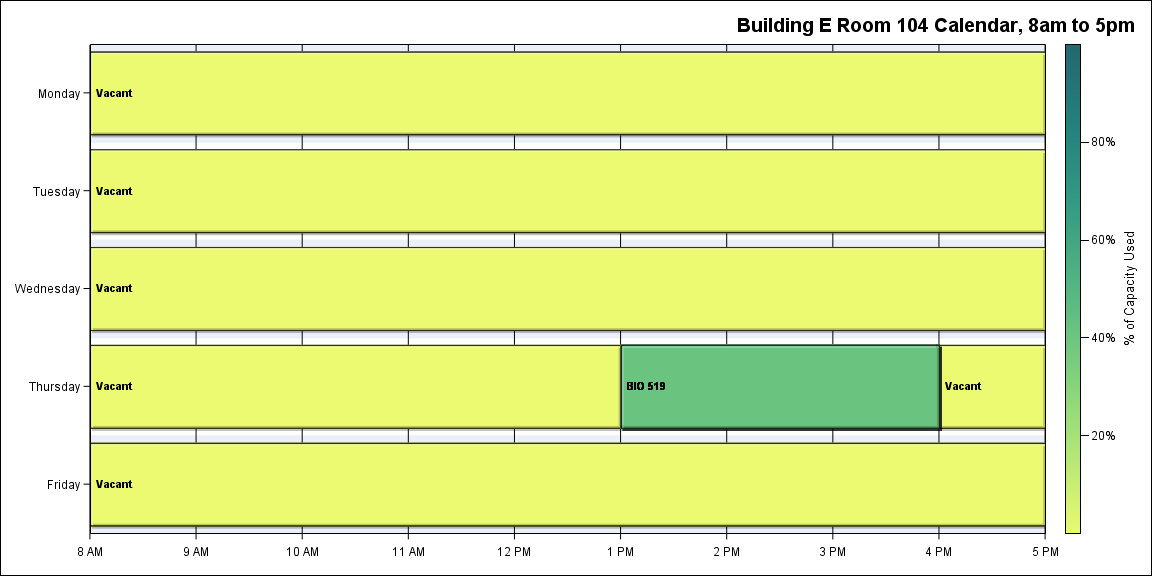 Building E Room 104 Calendar, 8am to 5pm
Monday
Vacant
Tuesday
Vacant
Wednesday
Vacant
Thursday
Vacant
BIO 519
Vacant
Friday
Vacant
8 AM
9 AM
10 AM
11 AM
12 PM
1 PM
2 PM
3 PM
4 PM
5 PM
80%
60%
40%
20%
% of Capacity Used